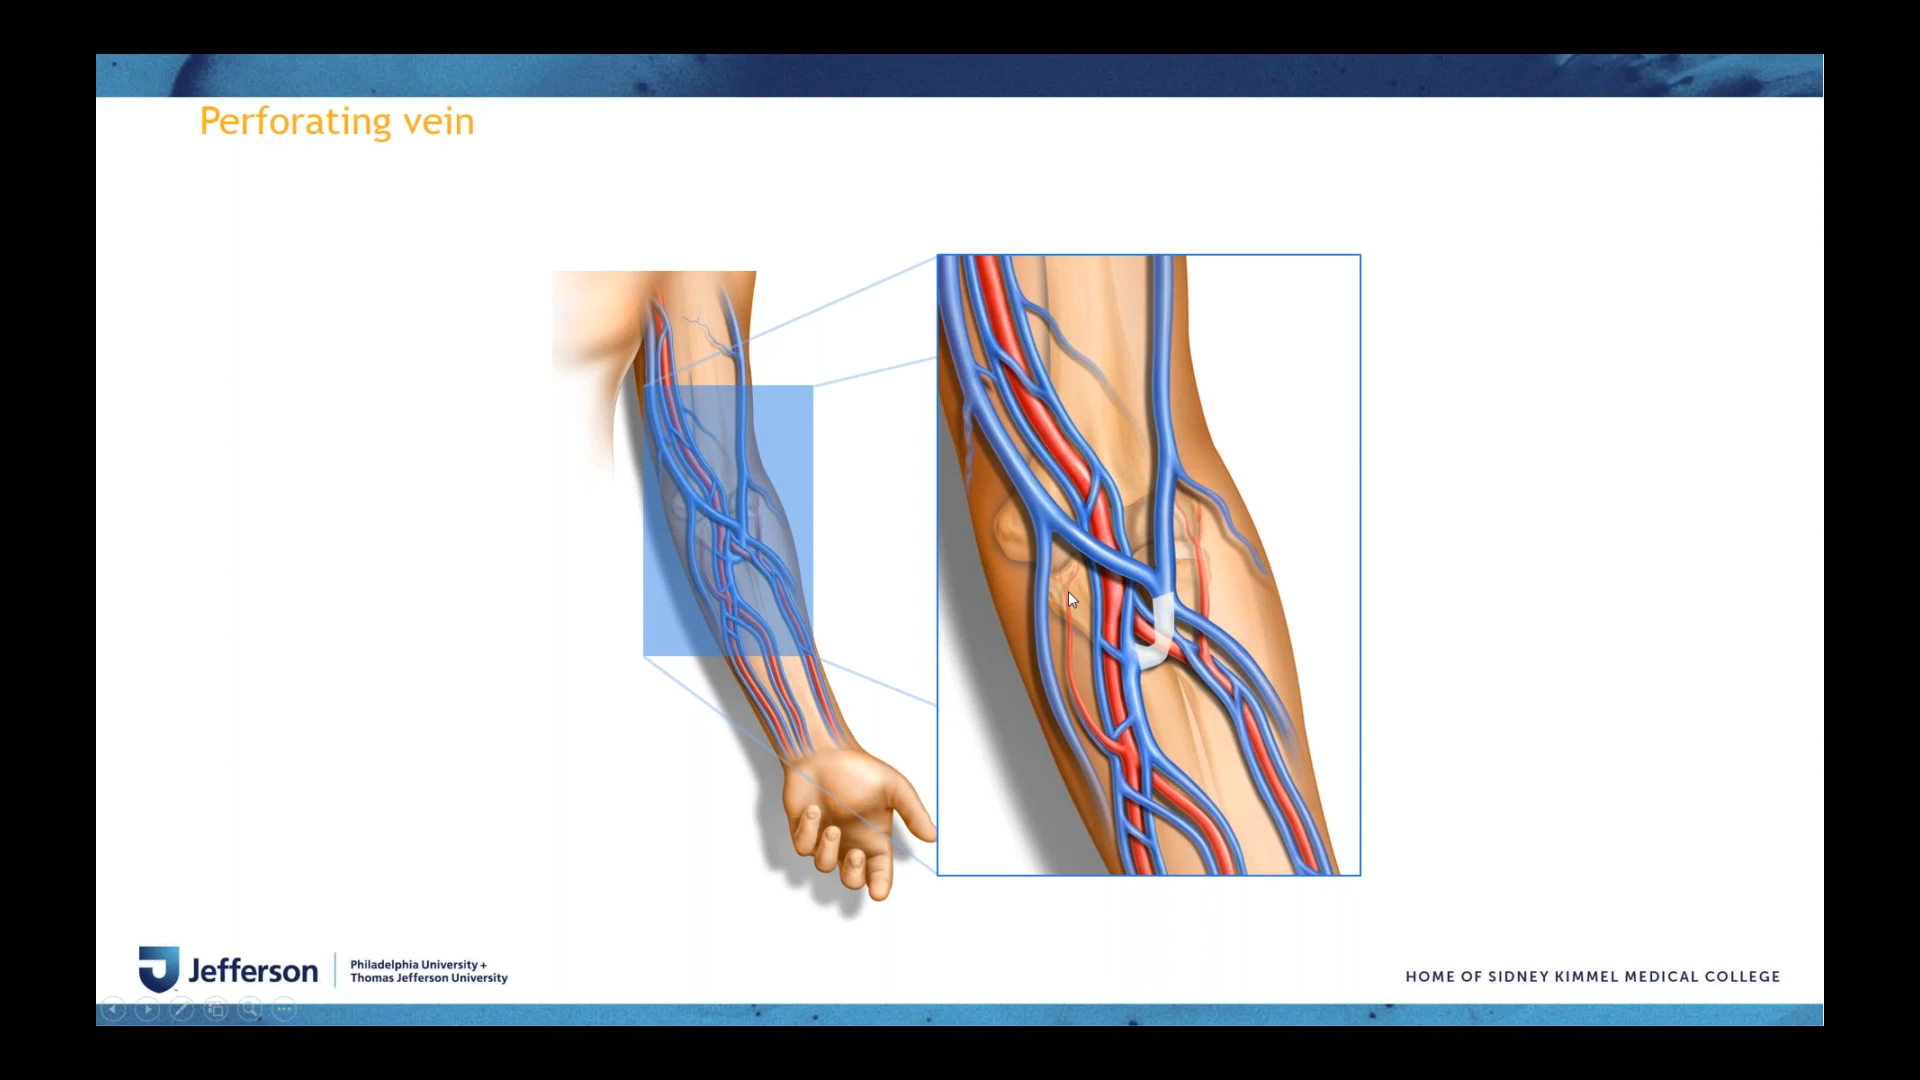 Perforating vein
Jefferson
Philadelphia University +
Thomas Jefferson University
HOME OF SIDNEY KIMMEL MEDICAL COLLEGE